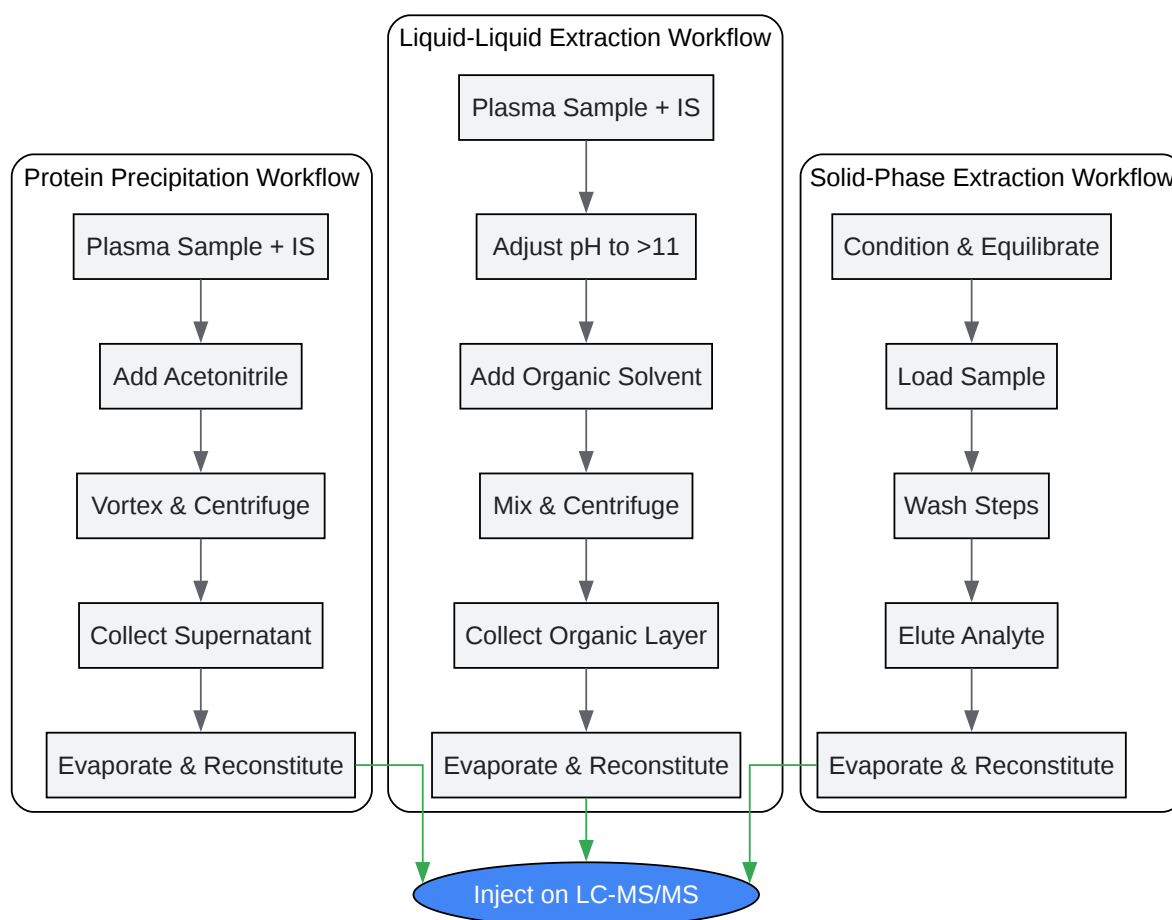 Protein Precipitation Workflow
Plasma Sample + IS
Add Acetonitrile
Vortex & Centrifuge
Collect Supernatant
Evaporate & Reconstitute
Liquid-Liquid Extraction Workflow
Plasma Sample + IS
Adjust pH to >11
Add Organic Solvent
Mix & Centrifuge
Collect Organic Layer
Evaporate & Reconstitute
Solid-Phase Extraction Workflow
Condition & Equilibrate
Load Sample
Wash Steps
Elute Analyte
Evaporate & Reconstitute
Inject on LC-MS/MS